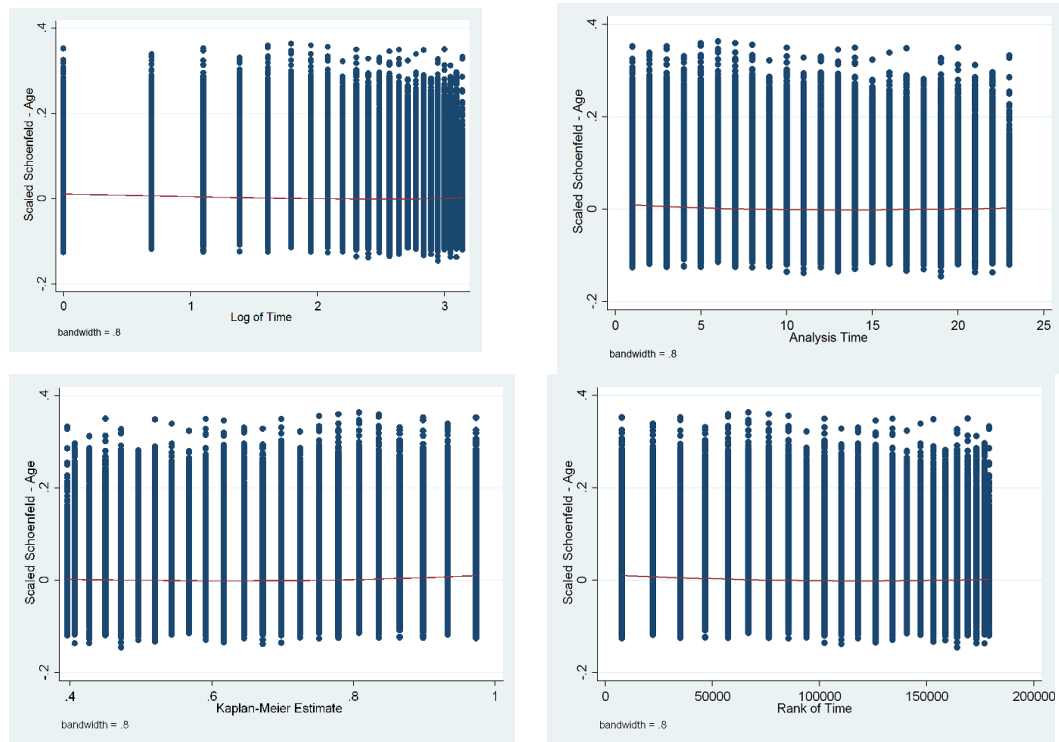 Scaled Schoenfeld - Age
.4
.2
0
-.2
0 1 2 3
Log of Time
bandwidth = .8
Scaled Schoenfeld - Age
.4
.2
0
-.2
0 5 10 15 20 25
Analysis Time
bandwidth = .8
Scaled Schoenfeld - Age
.4
.2
0
-.2
.4 .6 .8 1
Kaplan-Meier Estimate
bandwidth = .8
Scaled Schoenfeld - Age
.4
.2
0
-.2
0 50000 100000 150000 200000
Rank of Time
bandwidth = .8